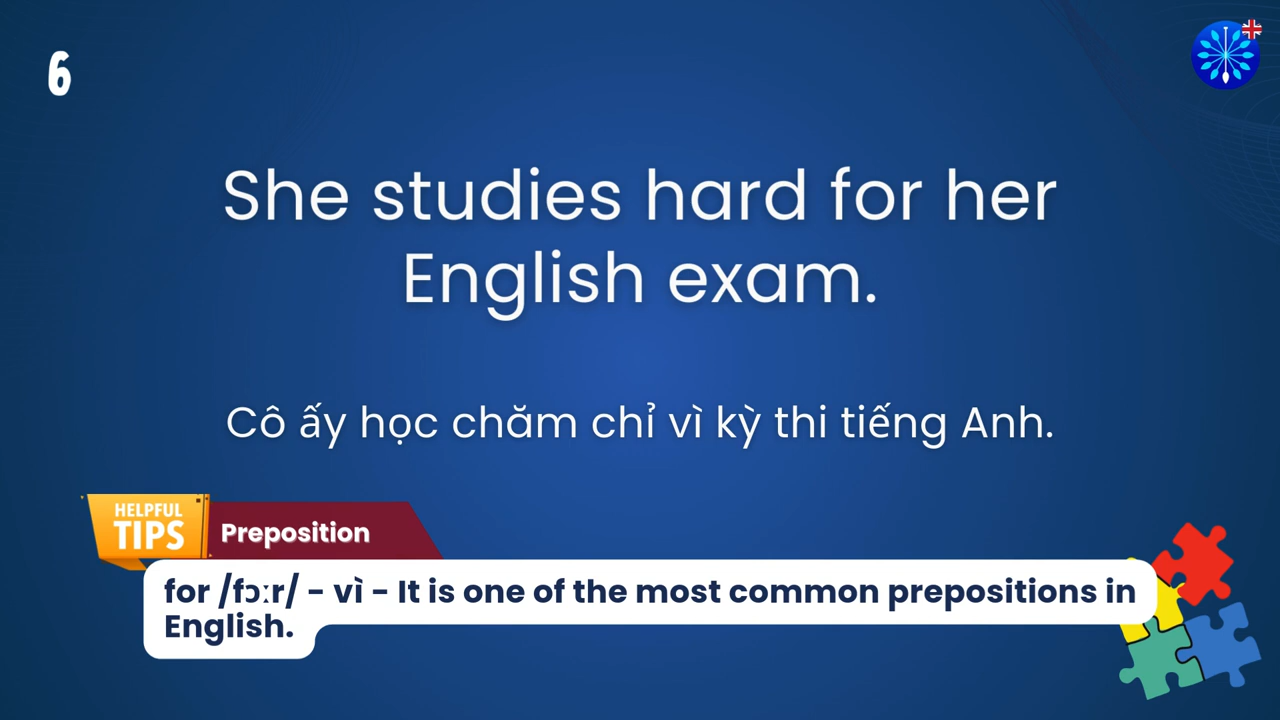 6
She studies hard for her
English exam.
Cô ấy học chăm chỉ vì kỳ thi tiếng Anh.
HELPFUL
TIPS
Preposition
for /fɔːr/ - vì - It is one of the most common prepositions in
English.